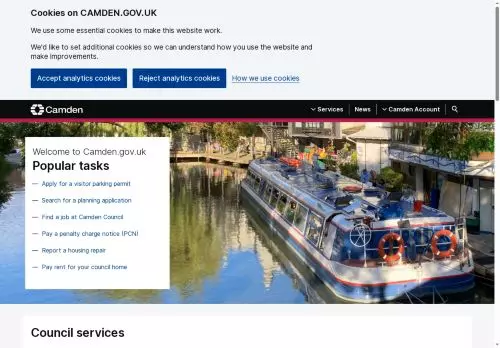 Cookies on CAMDEN.GOV.UK
We use some essential cookies to make this website work.
We'd like to set additional cookies so we can understand how you use the website and
make improvements.
Accept analytics cookies
Reject analytics cookies
How we use cookies
Camden
Services
News
Camden Account
Welcome to Camden.gov.uk
Popular tasks
Apply for a visitor parking permit
Search for a planning application
Find a job at Camden Council
Pay a penalty charge notice (PCN)
Report a housing repair
Pay rent for your council home
Council services